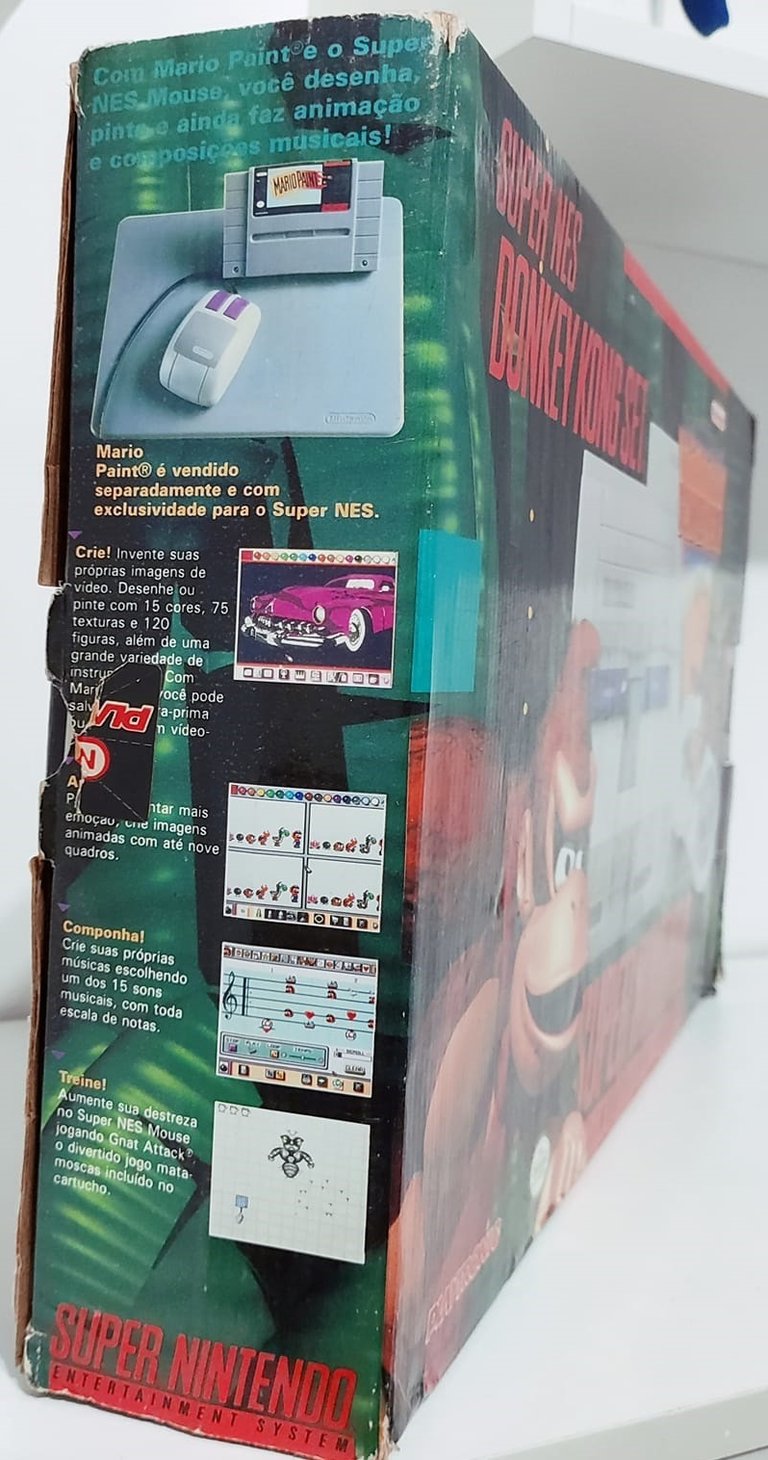 Com Mario Paint® e o Super
NES Mouse, você desenha,
pinta e ainda faz animação
e composições musicais!
MARIO PAINT
Nintendo
Mario
Paint® é vendido
separadamente e com
exclusividade para o Super NES.
Crie! Invente suas
próprias imagens de
vídeo. Desenhe ou
pinte com 15 cores, 75
texturas e 120
figuras, além de uma
grande variedade de
Com
você pode
vídeo-
N
mais
emoção, crie imagens
animadas com até nove
quadros.
Componha!
Crie suas próprias
músicas escolhendo
um dos 15 sons
musicais, com toda
escala de notas.
Treine!
Aumente sua destreza
no Super NES Mouse
jogando Gnat Attack®
o divertido jogo mata-
moscas incluído no
cartucho.
SUPER NINTENDO
ENTERTAINMENT SYSTEM
SUPER NES
DONKEY KONG SET